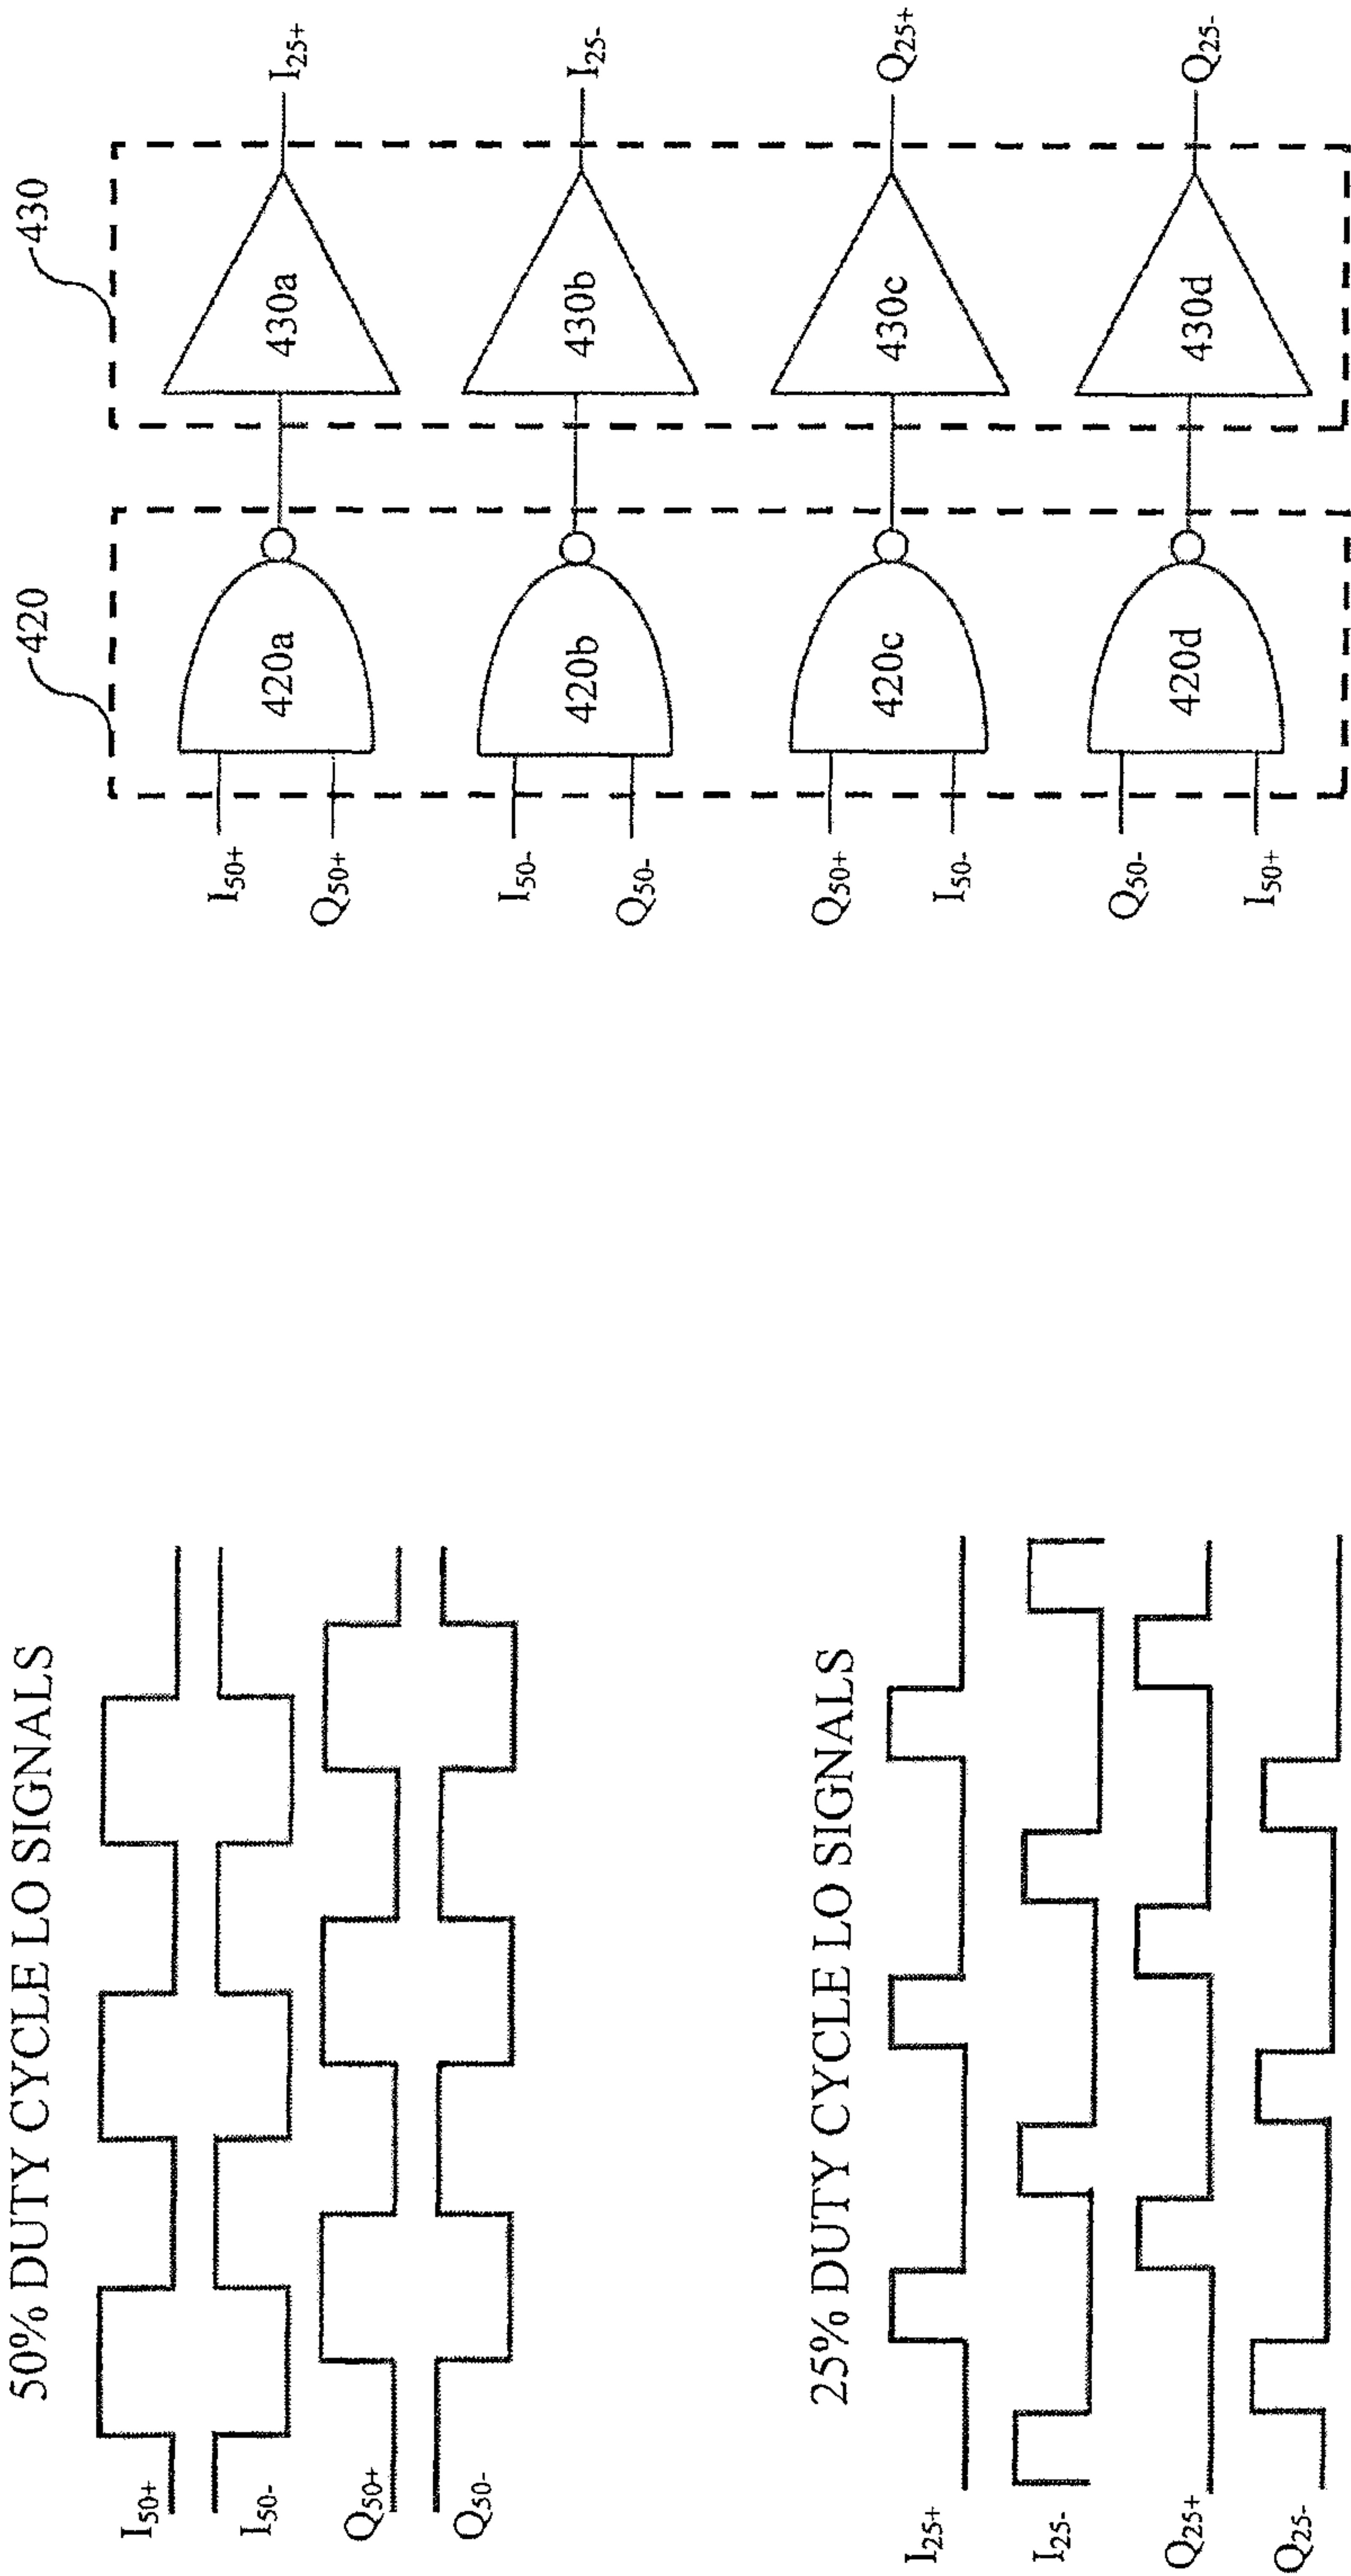 50% DUTY CYCLE LO SIGNALS
I50+
I50-
Q50+
Q50-
25% DUTY CYCLE LO SIGNALS
I25+
I25-
Q25+
Q25-
420
430
I50+
Q50+
420a
430a
I25+
I50-
Q50-
420b
430b
I25-
Q50+
I50-
420c
430c
Q25+
Q50-
I50+
420d
430d
Q25-